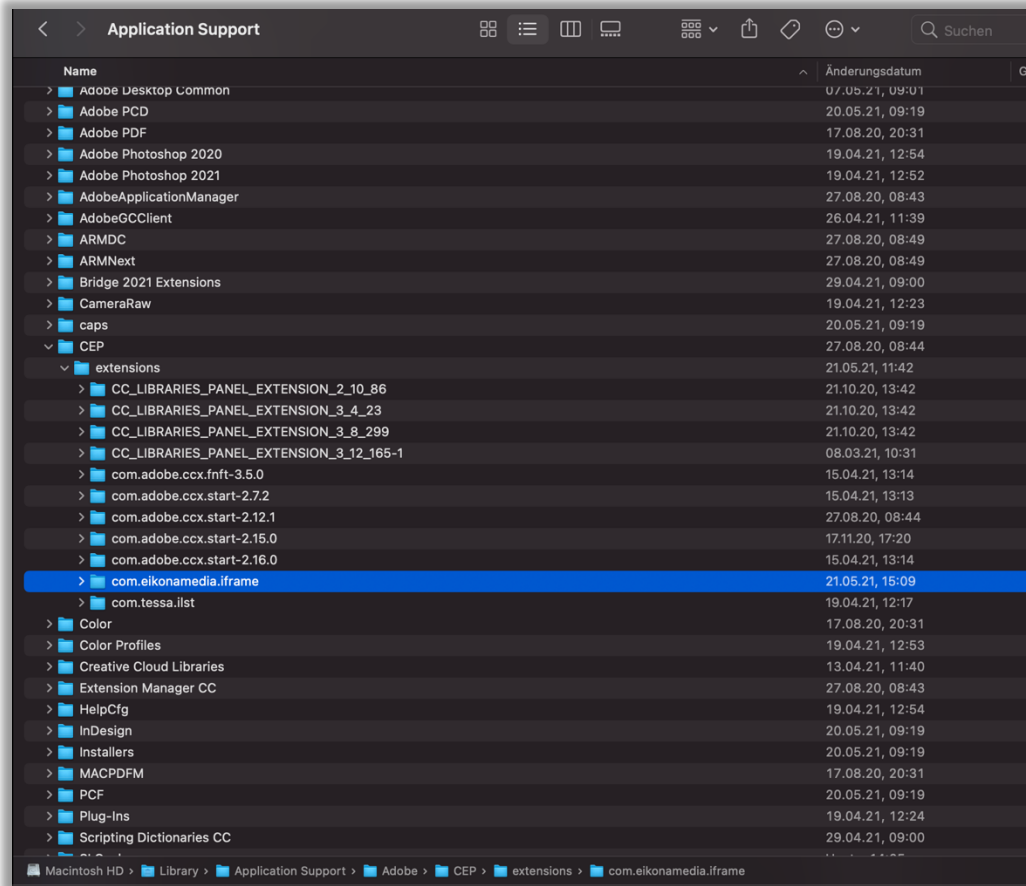 Application Support
Suchen
Name Änderungsdatum G
Adobe Desktop Common 07.05.21, 09:01
Adobe PCD 20.05.21, 09:19
Adobe PDF 17.08.20, 20:31
Adobe Photoshop 2020 19.04.21, 12:54
Adobe Photoshop 2021 19.04.21, 12:52
AdobeApplicationManager 27.08.20, 08:43
AdobeGCClient 26.04.21, 11:39
ARMDC 27.08.20, 08:49
ARMNext 27.08.20, 08:49
Bridge 2021 Extensions 29.04.21, 09:00
CameraRaw 19.04.21, 12:23
caps 20.05.21, 09:19
CEP 27.08.20, 08:44
extensions 21.05.21, 11:42
CC_LIBRARIES_PANEL_EXTENSION_2_10_86 21.10.20, 13:42
CC_LIBRARIES_PANEL_EXTENSION_3_4_23 21.10.20, 13:42
CC_LIBRARIES_PANEL_EXTENSION_3_8_299 21.10.20, 13:42
CC_LIBRARIES_PANEL_EXTENSION_3_12_165-1 08.03.21, 10:31
com.adobe.ccx.fnft-3.5.0 15.04.21, 13:14
com.adobe.ccx.start-2.7.2 15.04.21, 13:13
com.adobe.ccx.start-2.12.1 27.08.20, 08:44
com.adobe.ccx.start-2.15.0 17.11.20, 17:20
com.adobe.ccx.start-2.16.0 15.04.21, 13:14
com.eikonamedia.iframe 21.05.21, 15:09
com.tessa.ilst 19.04.21, 12:17
Color 17.08.20, 20:31
Color Profiles 19.04.21, 12:53
Creative Cloud Libraries 13.04.21, 11:40
Extension Manager CC 27.08.20, 08:43
HelpCfg 19.04.21, 12:54
InDesign 20.05.21, 09:19
Installers 20.05.21, 09:19
MACPDFM 17.08.20, 20:31
PCF 20.05.21, 09:19
Plug-Ins 19.04.21, 12:24
Scripting Dictionaries CC 29.04.21, 09:00
Macintosh HD › Library › Application Support › Adobe › CEP › extensions › com.eikonamedia.iframe